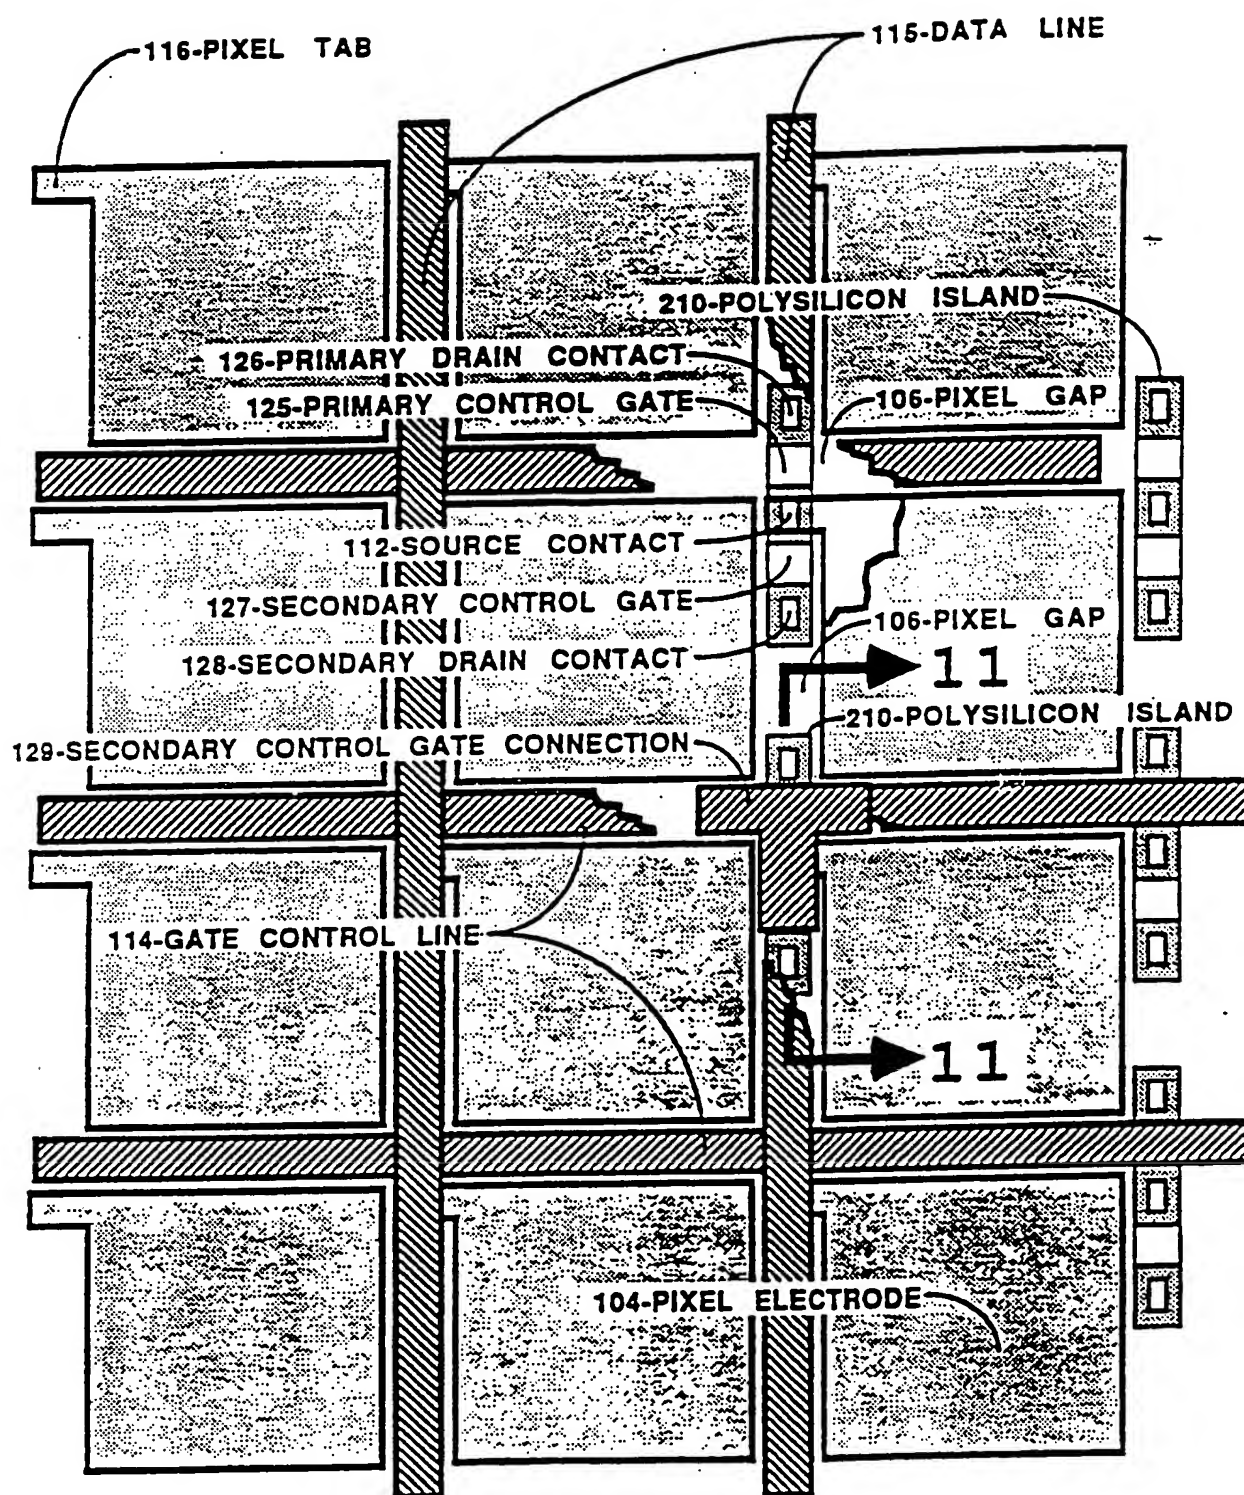 116-PIXEL TAB
115-DATA LINE
210-POLYSILICON ISLAND
126-PRIMARY DRAIN CONTACT
125-PRIMARY CONTROL GATE
106-PIXEL GAP
112-SOURCE CONTACT
127-SECONDARY CONTROL GATE
106-PIXEL GAP
128-SECONDARY DRAIN CONTACT
11
210-POLYSILICON ISLAND
129-SECONDARY CONTROL GATE CONNECTION
114-GATE CONTROL LINE
11
104-PIXEL ELECTRODE